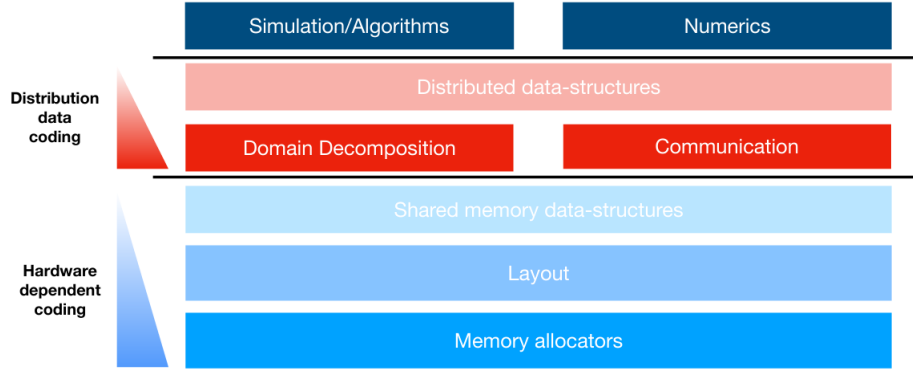 Simulation/Algorithms
Numerics
Distributed data-structures
Distribution
data
coding
Domain Decomposition
Communication
Shared memory data-structures
Layout
Hardware
dependent
coding
Memory allocators